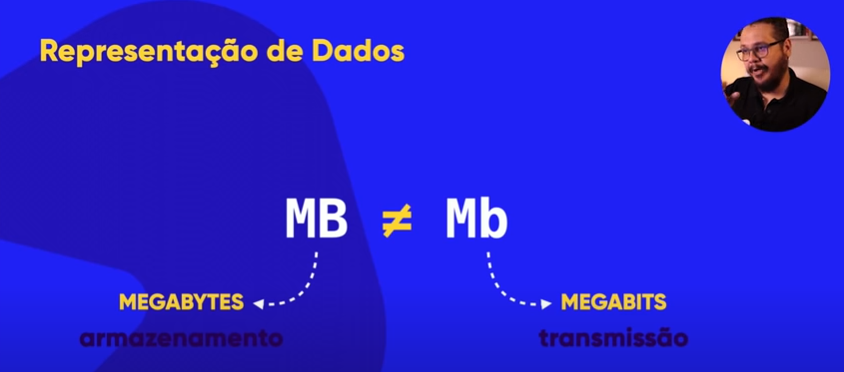 Representação de Dados
MB ≠ Mb
MEGABYTES MEGABITS
armazenamento transmissão